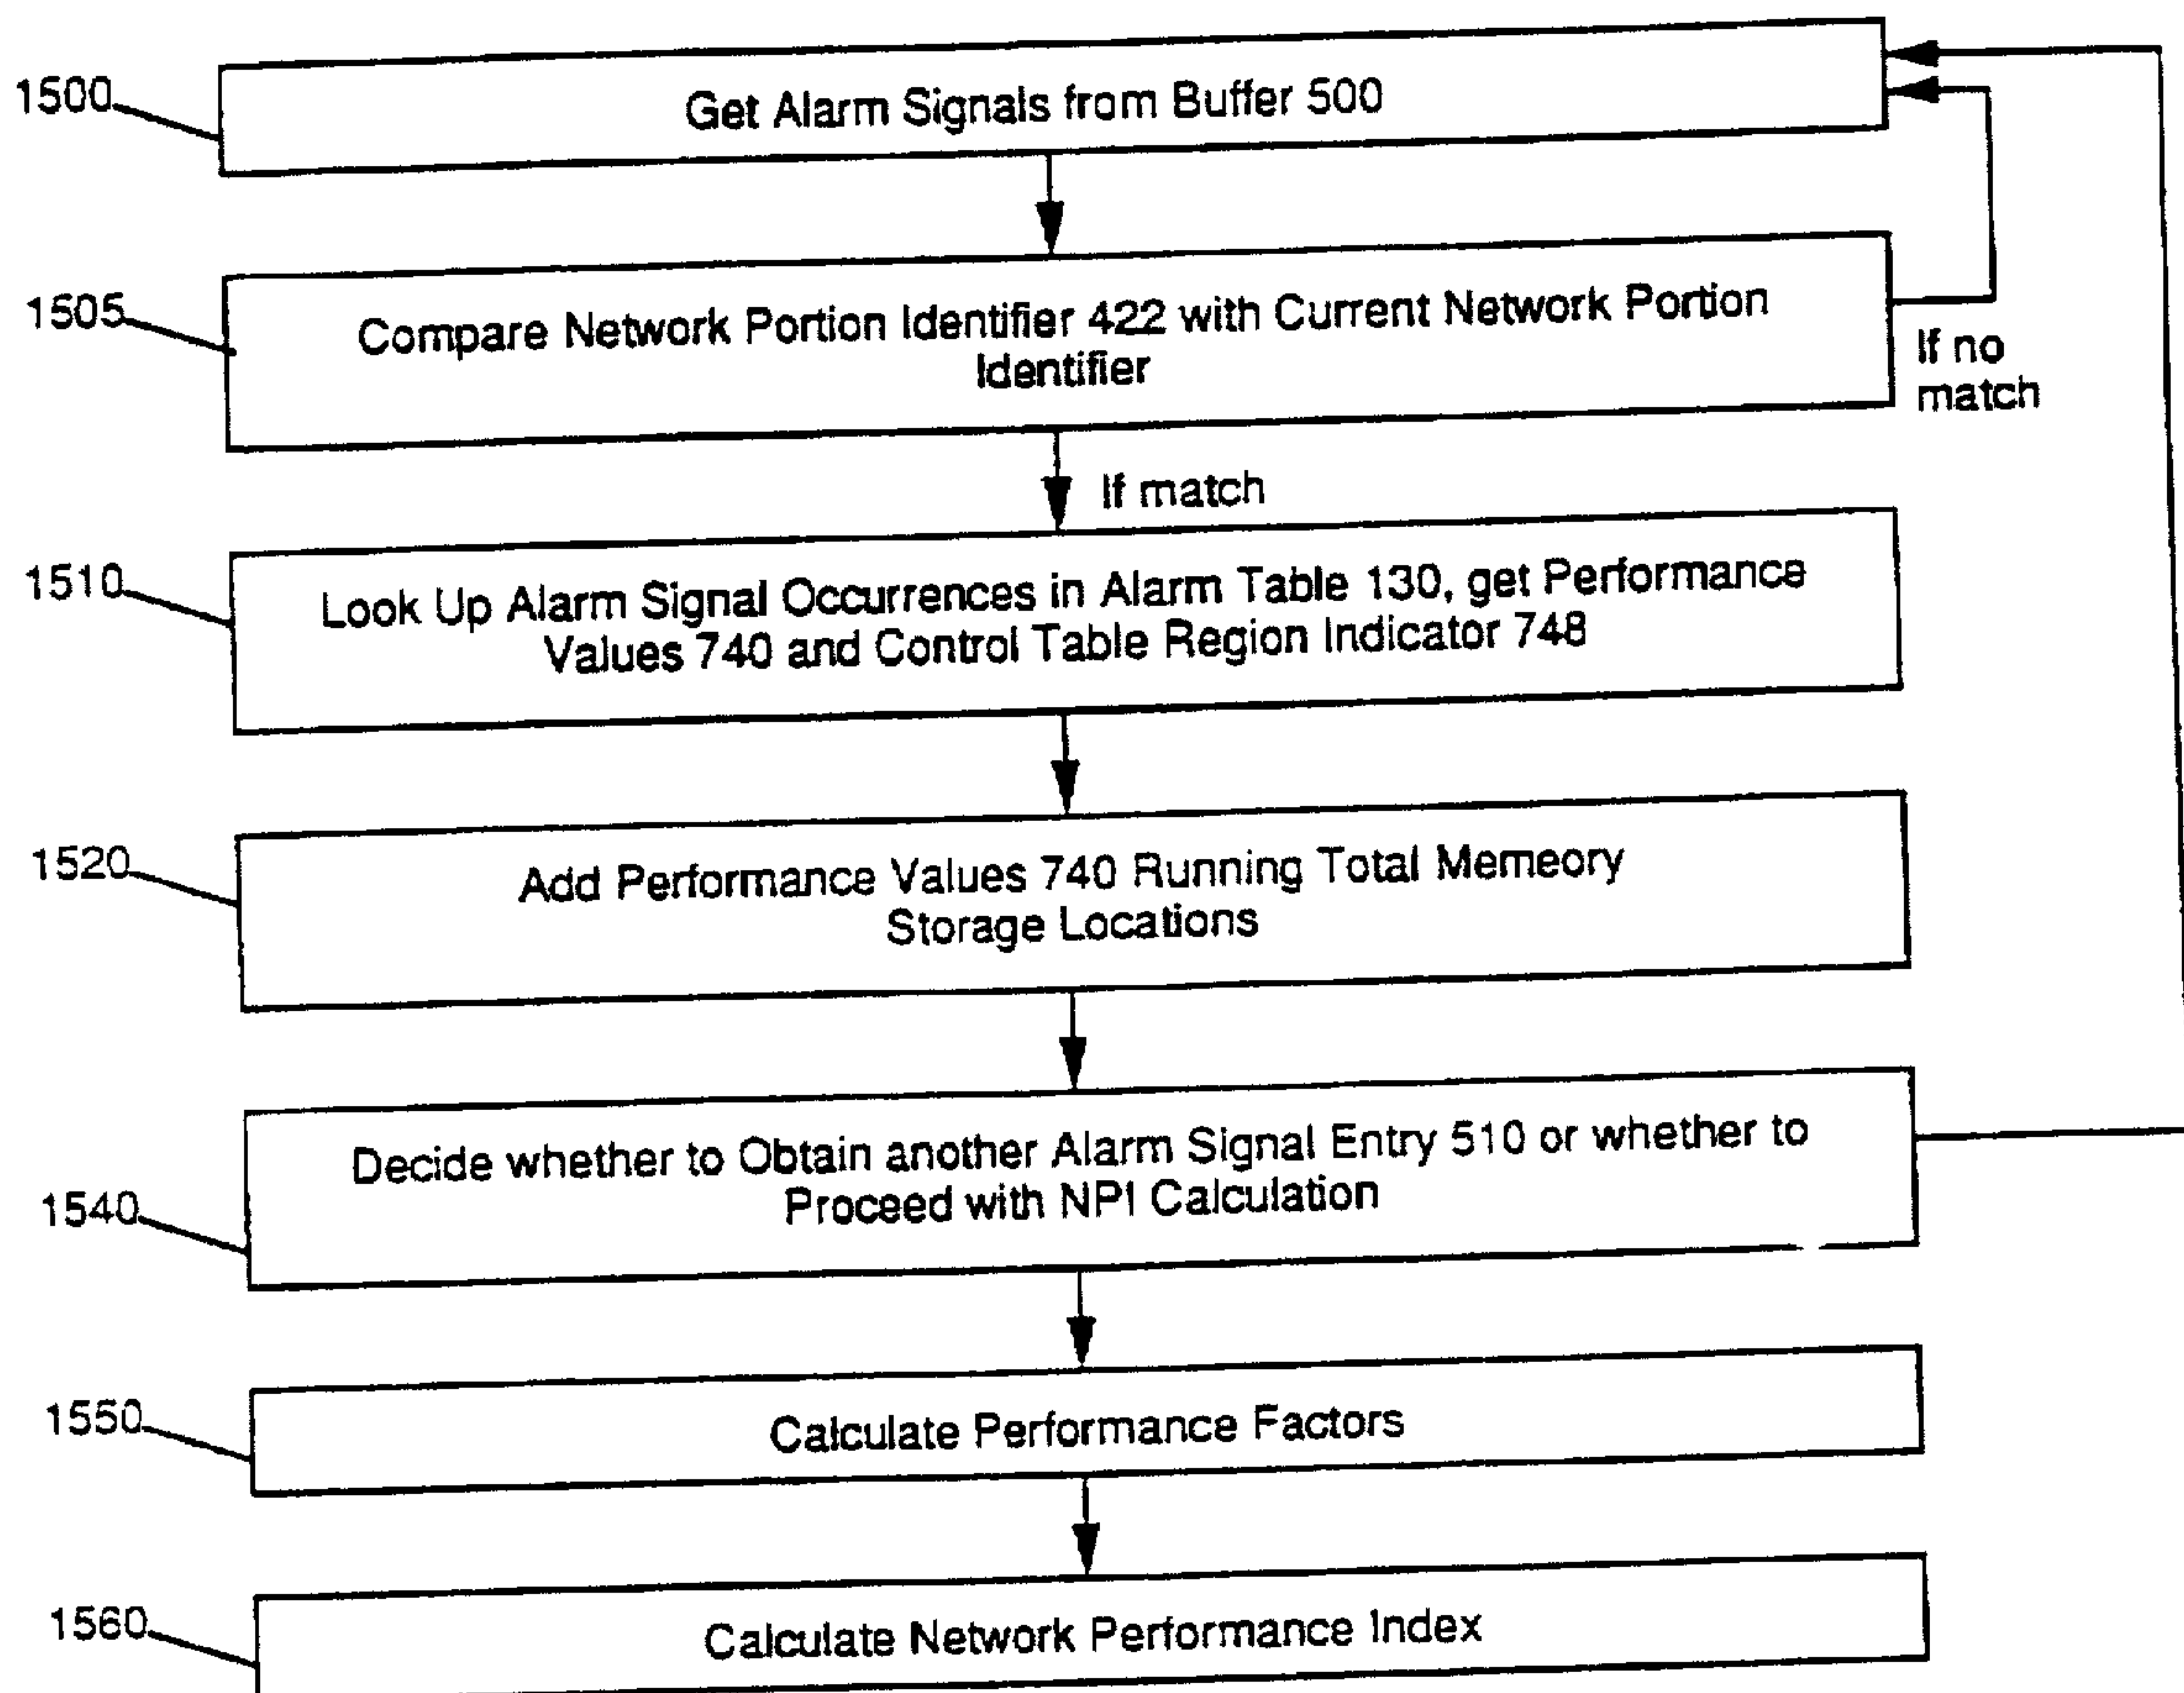 1500
Get Alarm Signals from Buffer 500
1505
Compare Network Portion Identifier 422 with Current Network Portion
Identifier
If no
match
If match
1510
Look Up Alarm Signal Occurrences in Alarm Table 130, get Performance
Values 740 and Control Table Region Indicator 748
1520
Add Performance Values 740 Running Total Memeory
Storage Locations
1540
Decide whether to Obtain another Alarm Signal Entry 510 or whether to
Proceed with NPI Calculation
1550
Calculate Performance Factors
1560
Calculate Network Performance Index